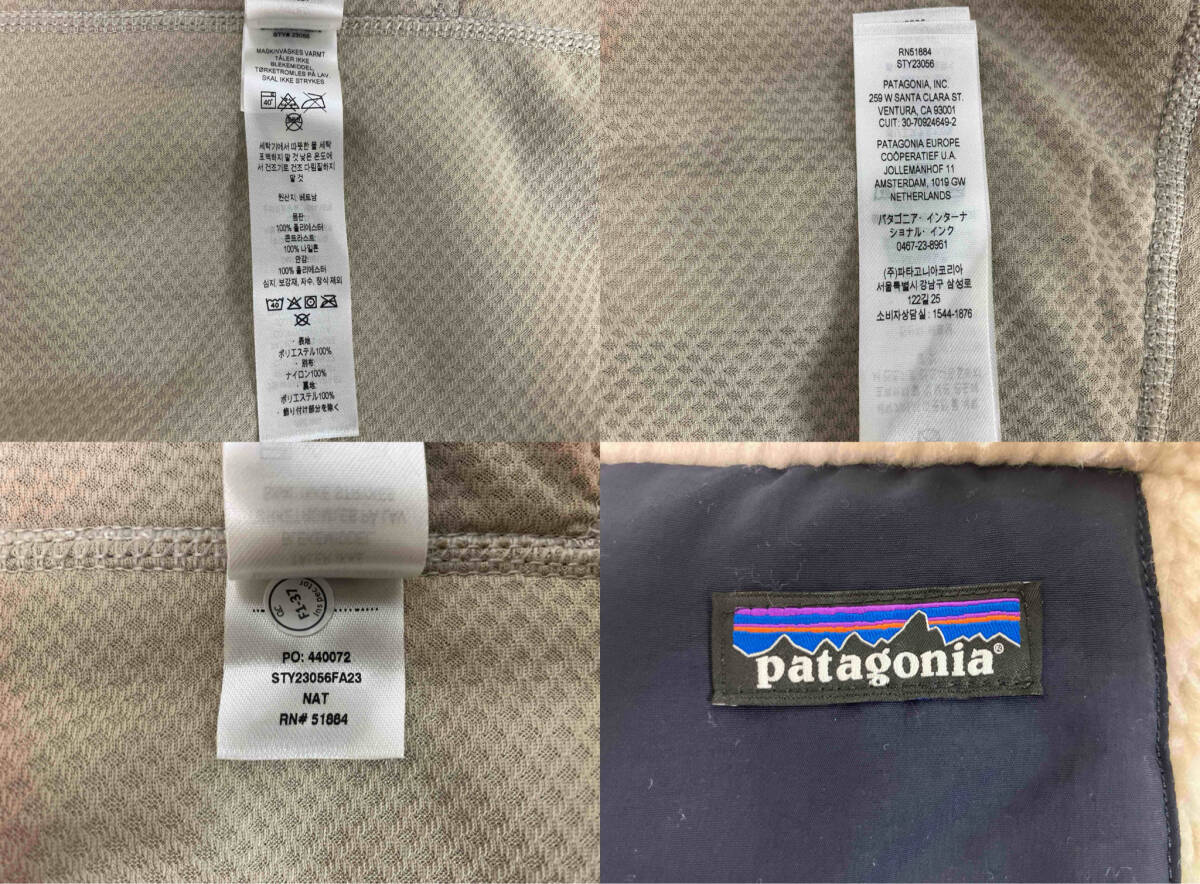 STY# 23056
MASKINVASKES VARMT
TÅLER IKKE
BLEKEMIDDEL,
TØRKETROMLES PÅ LAV
SKAL IKKE STRYKES
40°
세탁기에서 따뜻한 물 세탁
표백하지 말 것 낮은 온도에
서 건조기로 건조 다림질하지
말 것
원산지: 베트남
몸판:
100% 폴리에스터
콘트라스트:
100% 나일론
안감:
100% 폴리에스터
심지, 보강재, 자수, 장식 제외
40
· 表地:
ポリエステル100%
· 別布:
ナイロン100%
· 裏地:
ポリエステル100%
· 飾り付け部分を除く
RN51884
STY23056
PATAGONIA, INC.
259 W SANTA CLARA ST.
VENTURA, CA 93001
CUIT: 30-70924649-2
PATAGONIA EUROPE
COÖPERATIEF U.A.
JOLLEMANHOF 11
AMSTERDAM, 1019 GW
NETHERLANDS
パタゴニア・インターナ
ショナル・インク
0467-23-8961
(주)파타고니아코리아
서울특별시 강남구 삼성로
122길 25
소비자상담실 : 1544-1876
QC
F1-37
PO: 440072
STY23056FA23
NAT
RN# 51884
patagonia®